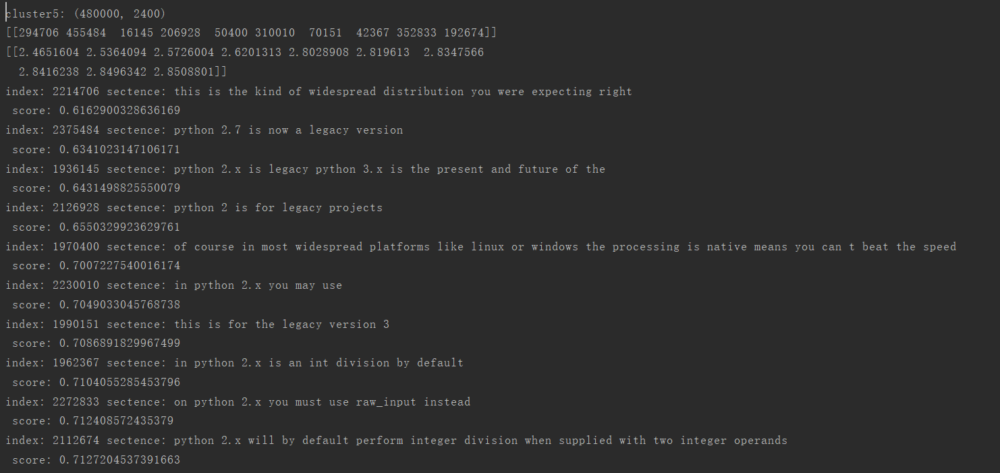 cluster5: (480000, 2400)
[[294706 455484  16145 206928  50400 310010  70151  42367 352833 192674]]
[[2.4651604 2.5364094 2.5726004 2.6201313 2.8028908 2.819613  2.8347566
  2.8416238 2.8496342 2.8508801]]
index: 2214706 sectence: this is the kind of widespread distribution you were expecting right
 score: 0.6162900328636169
index: 2375484 sectence: python 2.7 is now a legacy version
 score: 0.6341023147106171
index: 1936145 sectence: python 2.x is legacy python 3.x is the present and future of the
 score: 0.6431498825550079
index: 2126928 sectence: python 2 is for legacy projects
 score: 0.6550329923629761
index: 1970400 sectence: of course in most widespread platforms like linux or windows the processing is native means you can t beat the speed
 score: 0.7007227540016174
index: 2230010 sectence: in python 2.x you may use
 score: 0.7049033045768738
index: 1990151 sectence: this is for the legacy version 3
 score: 0.7086891829967499
index: 1962367 sectence: in python 2.x is an int division by default
 score: 0.7104055285453796
index: 2272833 sectence: on python 2.x you must use raw_input instead
 score: 0.712408572435379
index: 2112674 sectence: python 2.x will by default perform integer division when supplied with two integer operands
 score: 0.7127204537391663